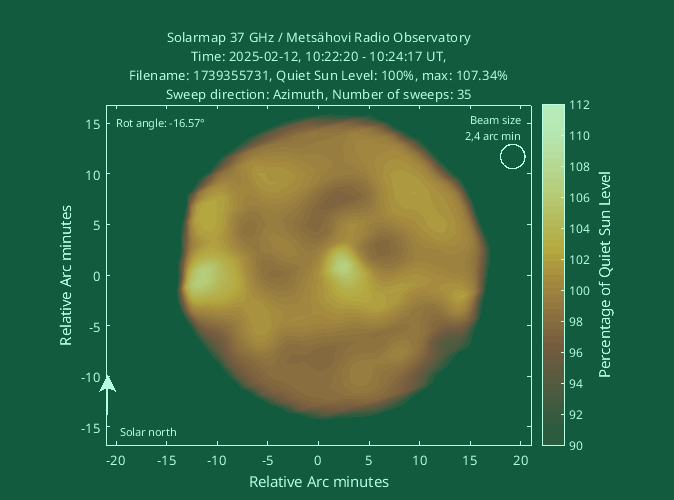 Solarmap 37 GHz / Metsähovi Radio Observatory
Time: 2025-02-12, 10:22:20 - 10:24:17 UT,
Filename: 1739355731, Quiet Sun Level: 100%, max: 107.34%
Sweep direction: Azimuth, Number of sweeps: 35
Rot angle: -16.57°
Beam size
2,4 arc min
Solar north
Relative Arc minutes
15
10
5
0
-5
-10
-15
-20 -15 -10 -5 0 5 10 15 20
Relative Arc minutes
112
110
108
106
104
102
100
98
96
94
92
90
Percentage of Quiet Sun Level